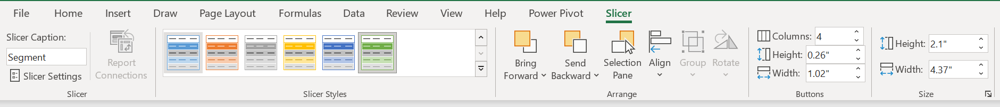 File Home Insert Draw Page Layout Formulas Data Review View Help Power Pivot Slicer
Slicer Caption:
Segment
Slicer Settings
Report
Connections
Slicer
Slicer Styles
Bring
Forward
Send
Backward
Selection
Pane
Align
Group
Rotate
Arrange
Columns: 4
Height: 0.26"
Width: 1.02"
Buttons
Height: 2.1"
Width: 4.37"
Size